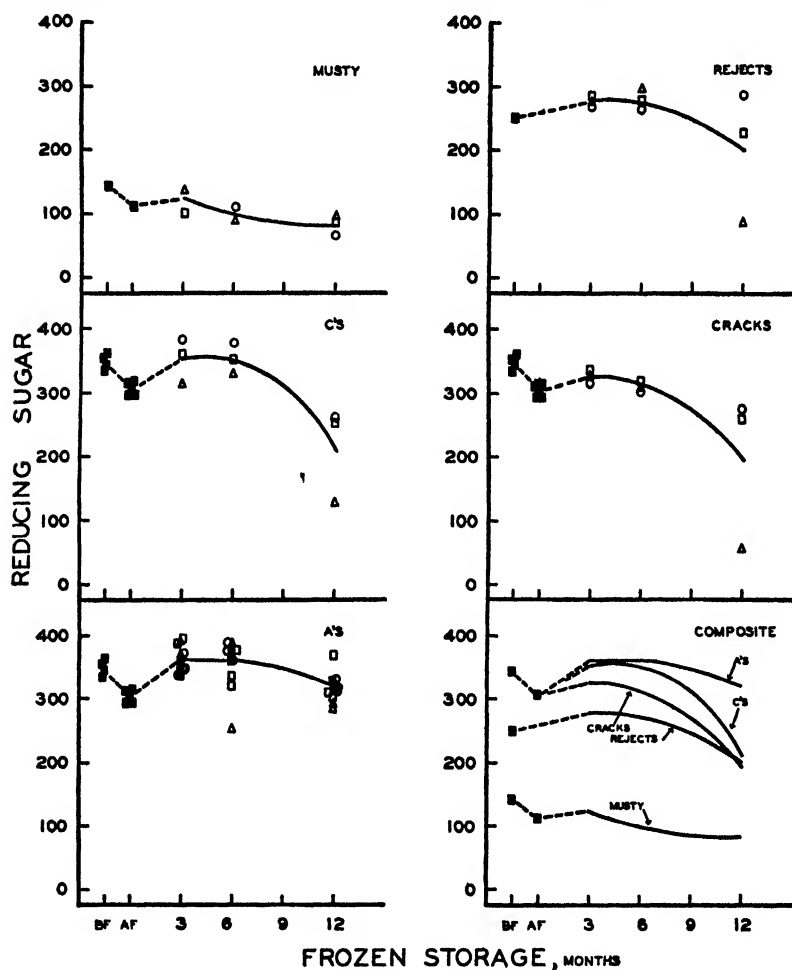 REDUCING SUGAR
400
300
200
100
0
MUSTY
400
300
200
100
0
REJECTS
400
300
200
100
0
C'S
400
300
200
100
0
CRACKS
400
300
200
100
0
A'S
BF AF 3 6 9 12
400
300
200
100
0
COMPOSITE
A'S
C'S
CRACKS
REJECTS
MUSTY
BF AF 3 6 9 12
FROZEN STORAGE, MONTHS